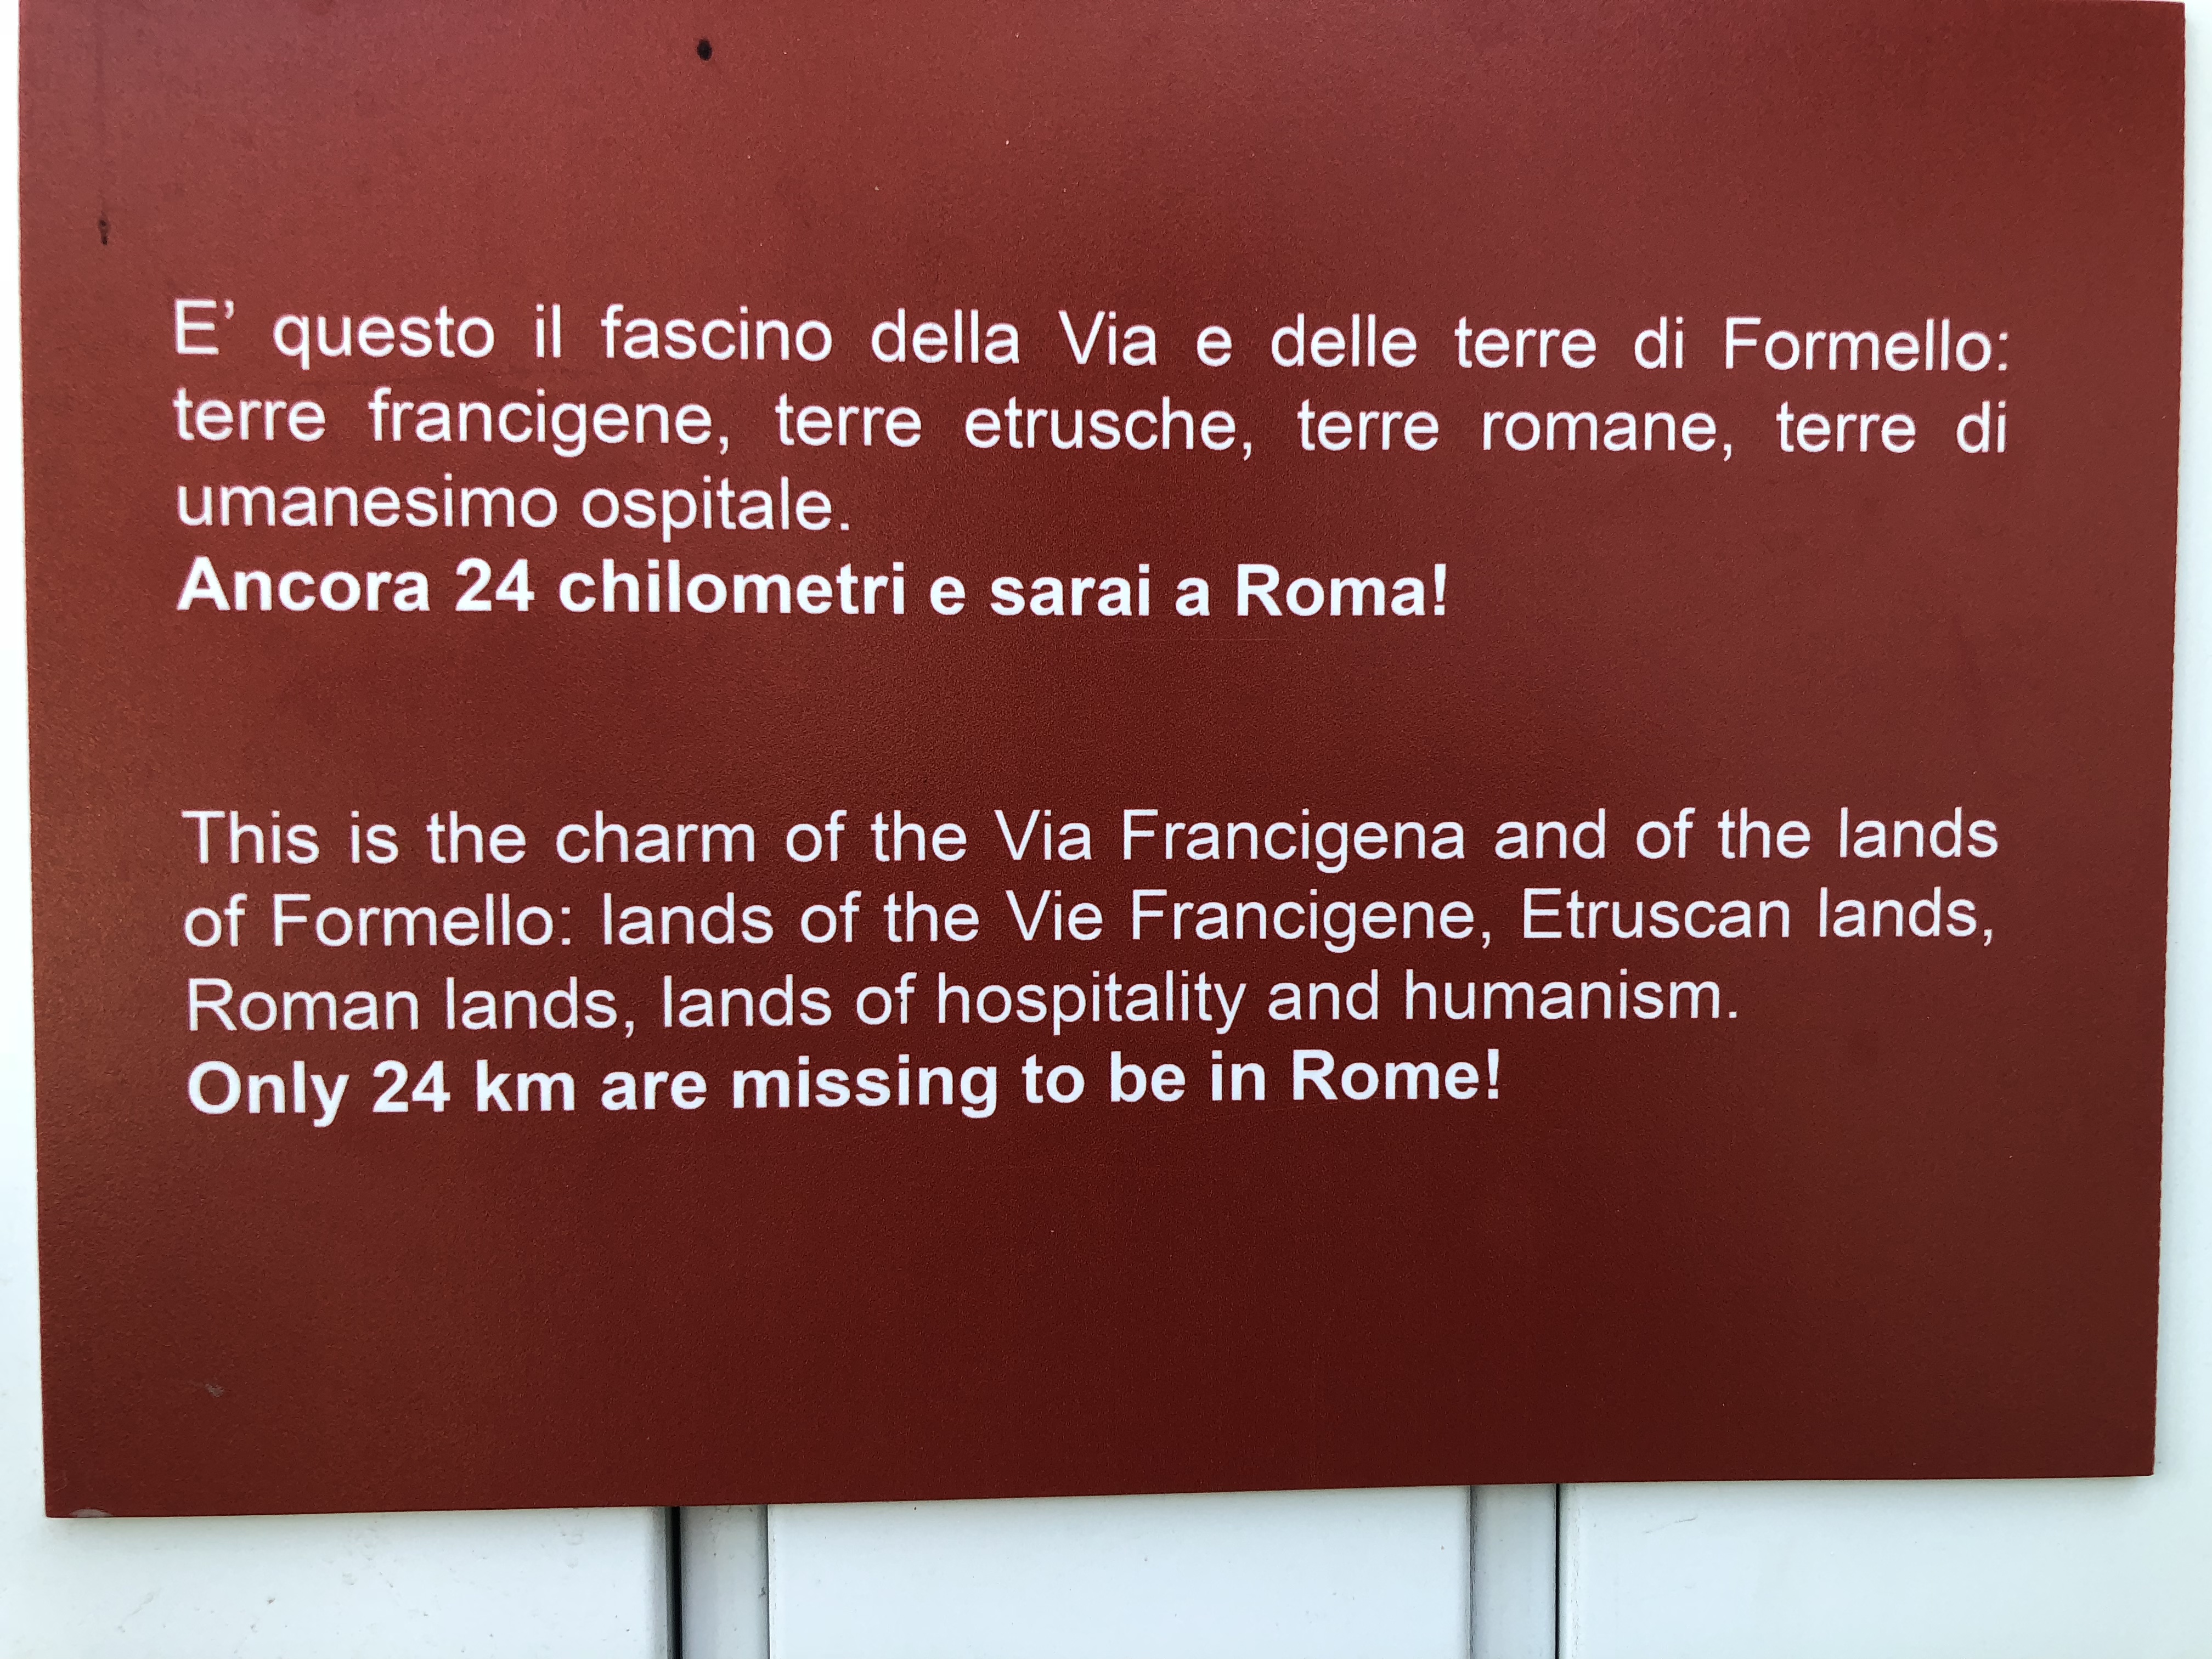 E' questo il fascino della Via e delle terre di Formello:
terre francigene, terre etrusche, terre romane, terre di
umanesimo ospitale.
Ancora 24 chilometri e sarai a Roma!
This is the charm of the Via Francigena and of the lands
of Formello: lands of the Vie Francigene, Etruscan lands,
Roman lands, lands of hospitality and humanism.
Only 24 km are missing to be in Rome!